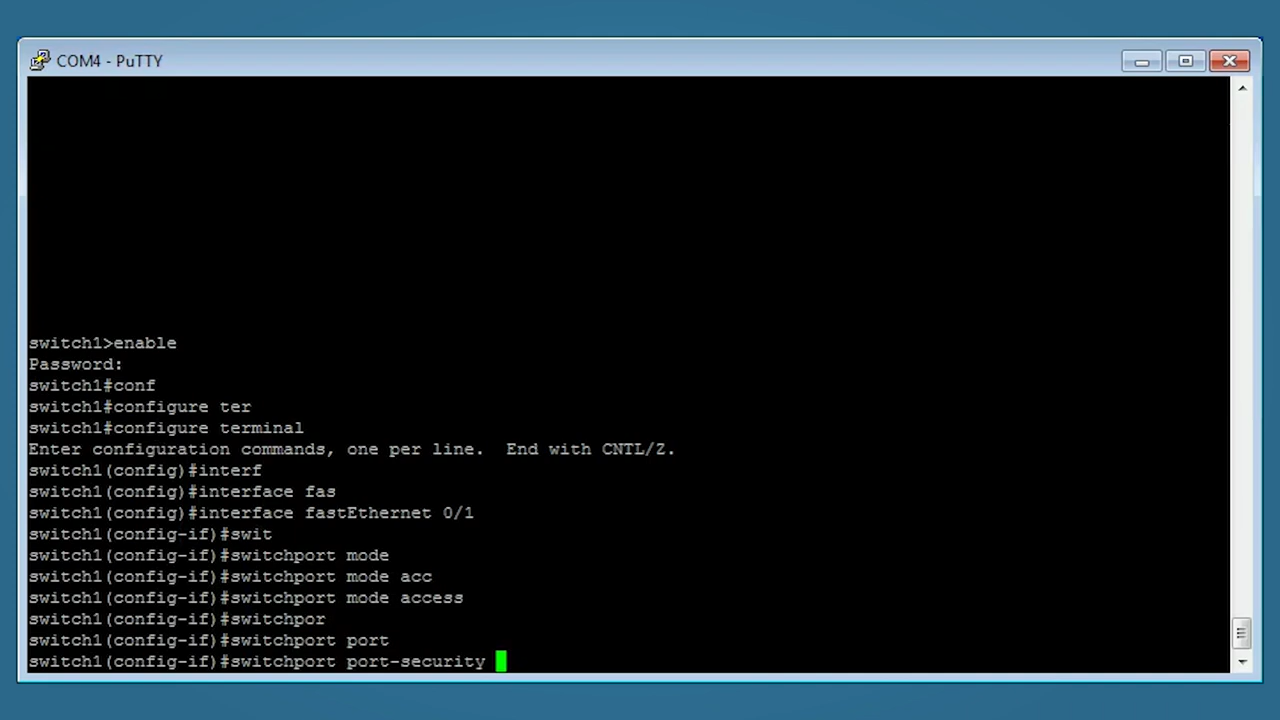 COM4 - PuTTY
switch1>enable
Password:
switch1#conf
switch1#configure ter
switch1#configure terminal
Enter configuration commands, one per line.  End with CNTL/Z.
switch1(config)#interf
switch1(config)#interface fas
switch1(config)#interface fastEthernet 0/1
switch1(config-if)#swit
switch1(config-if)#switchport mode
switch1(config-if)#switchport mode acc
switch1(config-if)#switchport mode access
switch1(config-if)#switchpor
switch1(config-if)#switchport port
switch1(config-if)#switchport port-security